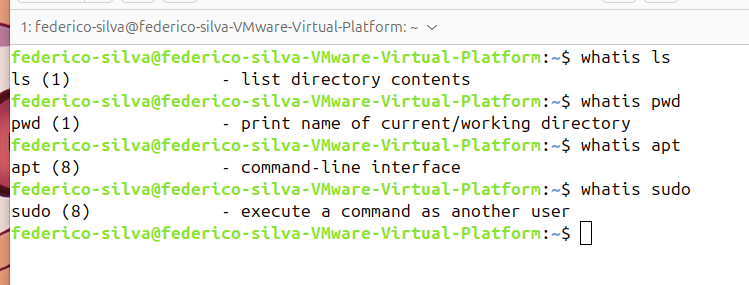 1: federico-silva@federico-silva-VMware-Virtual-Platform: ~
federico-silva@federico-silva-VMware-Virtual-Platform:~$ whatis ls
ls (1)               - list directory contents
federico-silva@federico-silva-VMware-Virtual-Platform:~$ whatis pwd
pwd (1)              - print name of current/working directory
federico-silva@federico-silva-VMware-Virtual-Platform:~$ whatis apt
apt (8)              - command-line interface
federico-silva@federico-silva-VMware-Virtual-Platform:~$ whatis sudo
sudo (8)             - execute a command as another user
federico-silva@federico-silva-VMware-Virtual-Platform:~$